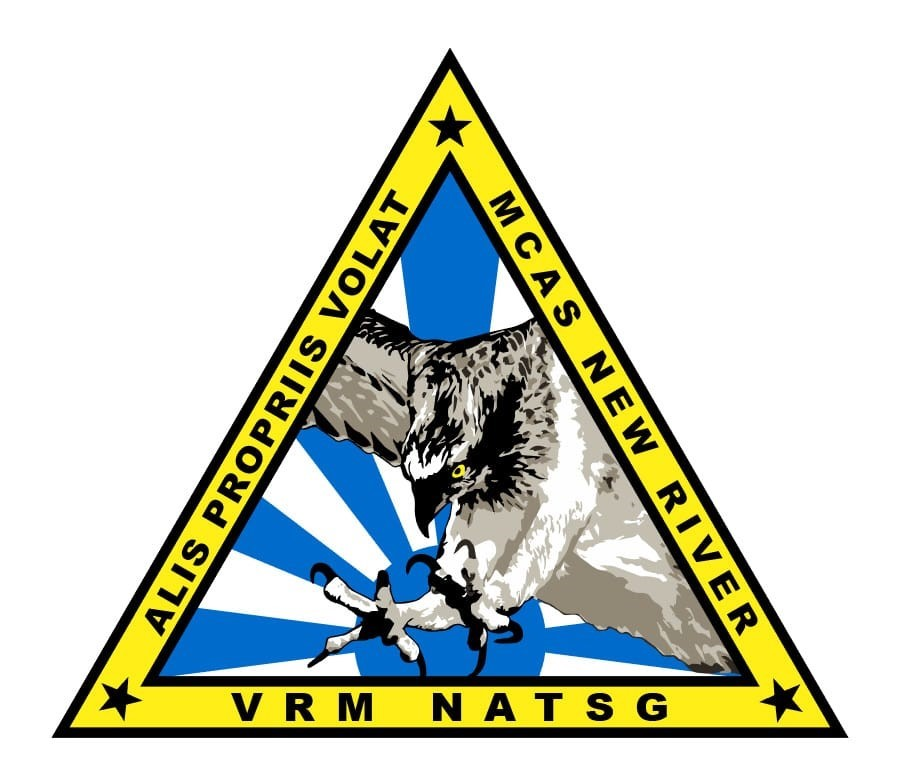 ALIS PROPRIIS VOLAT
MCAS NEW RIVER
VRM NATSG